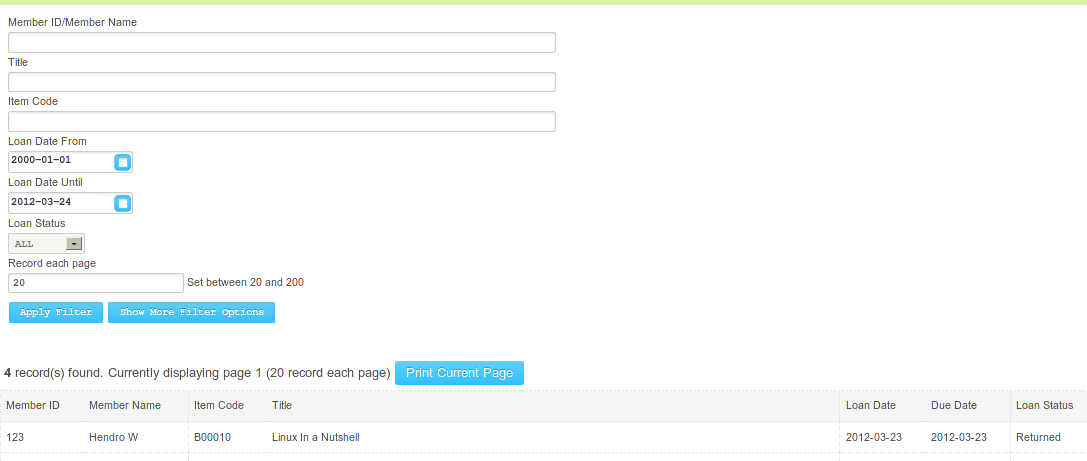 Member ID/Member Name
Title
Item Code
Loan Date From
2000-01-01
Loan Date Until
2012-03-24
Loan Status
ALL
Record each page
20 Set between 20 and 200
Apply Filter Show More Filter Options
4 record(s) found. Currently displaying page 1 (20 record each page) Print Current Page
Member ID Member Name Item Code Title Loan Date Due Date Loan Status
123 Hendro W B00010 Linux In a Nutshell 2012-03-23 2012-03-23 Returned